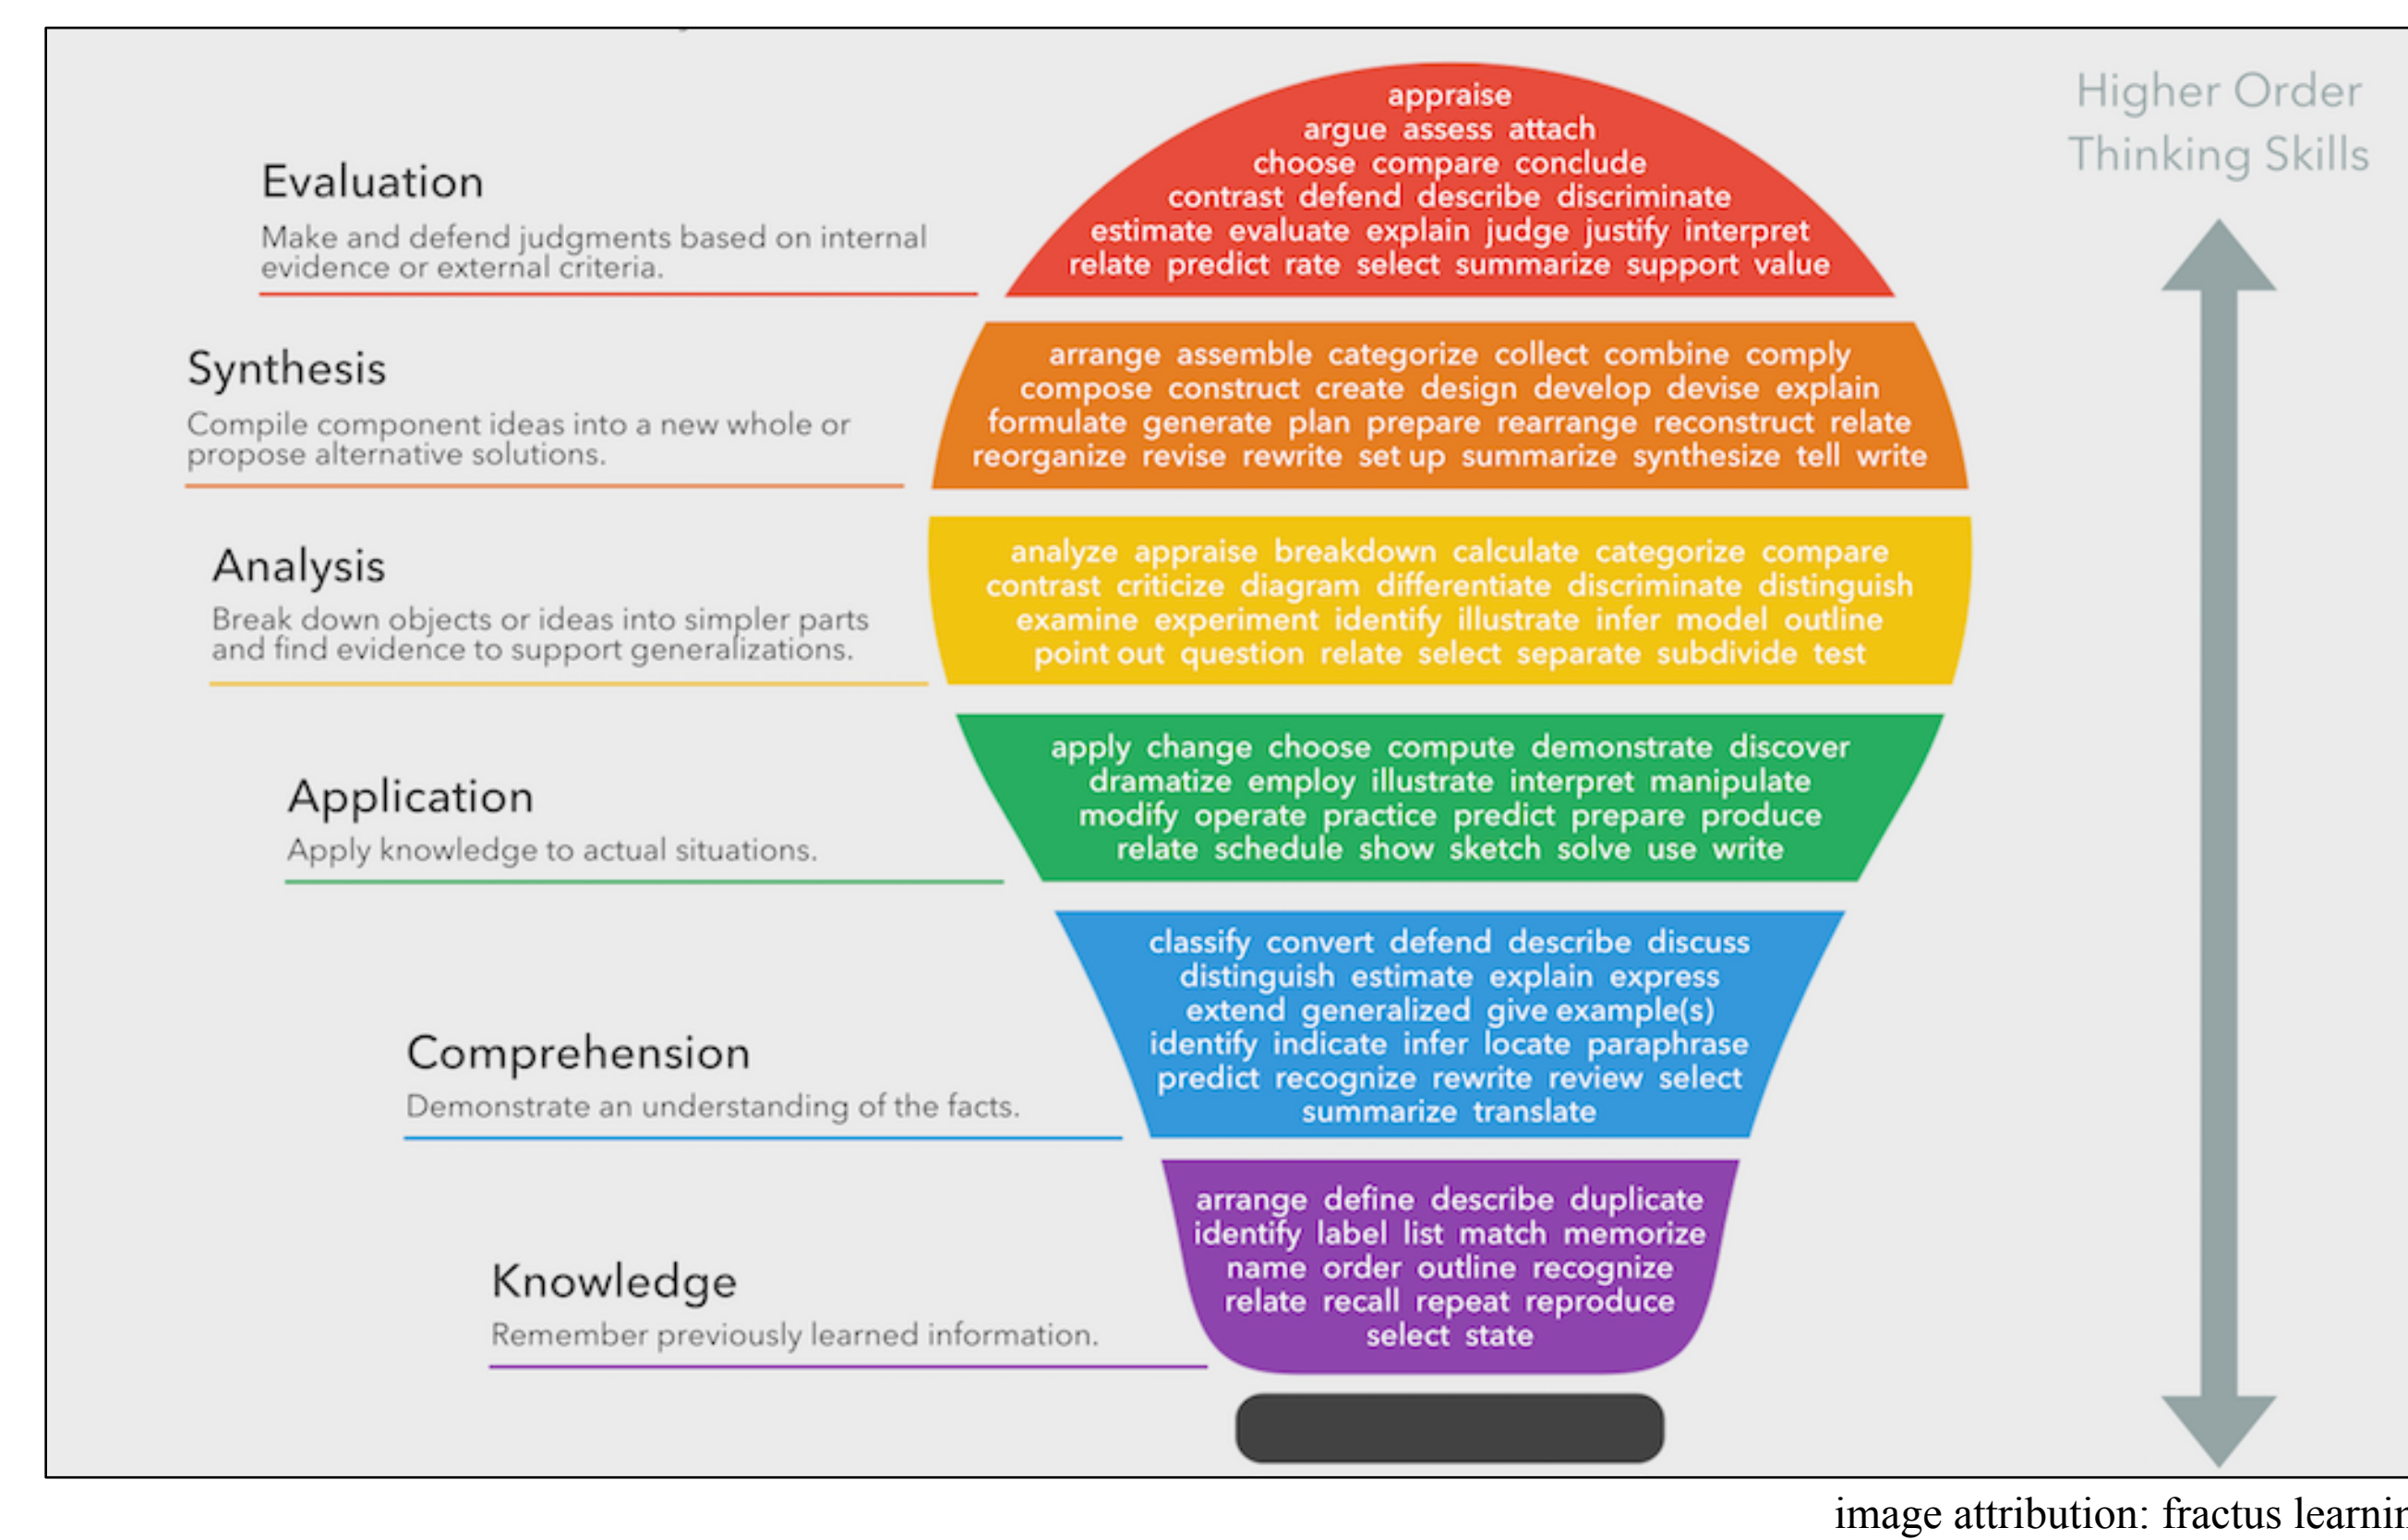 Higher Order
Thinking Skills
Evaluation
Make and defend judgments based on internal
evidence or external criteria.
appraise
argue assess attach
choose compare conclude
contrast defend describe discriminate
estimate evaluate explain judge justify interpret
relate predict rate select summarize support value
Synthesis
Compile component ideas into a new whole or
propose alternative solutions.
arrange assemble categorize collect combine comply
compose construct create design develop devise explain
formulate generate plan prepare rearrange reconstruct relate
reorganize revise rewrite set up summarize synthesize tell write
Analysis
Break down objects or ideas into simpler parts
and find evidence to support generalizations.
analyze appraise breakdown calculate categorize compare
contrast criticize diagram differentiate discriminate distinguish
examine experiment identify illustrate infer model outline
point out question relate select separate subdivide test
Application
Apply knowledge to actual situations.
apply change choose compute demonstrate discover
dramatize employ illustrate interpret manipulate
modify operate practice predict prepare produce
relate schedule show sketch solve use write
Comprehension
Demonstrate an understanding of the facts.
classify convert defend describe discuss
distinguish estimate explain express
extend generalized give example(s)
identify indicate infer locate paraphrase
predict recognize rewrite review select
summarize translate
Knowledge
Remember previously learned information.
arrange define describe duplicate
identify label list match memorize
name order outline recognize
relate recall repeat reproduce
select state
image attribution: fractus learnin